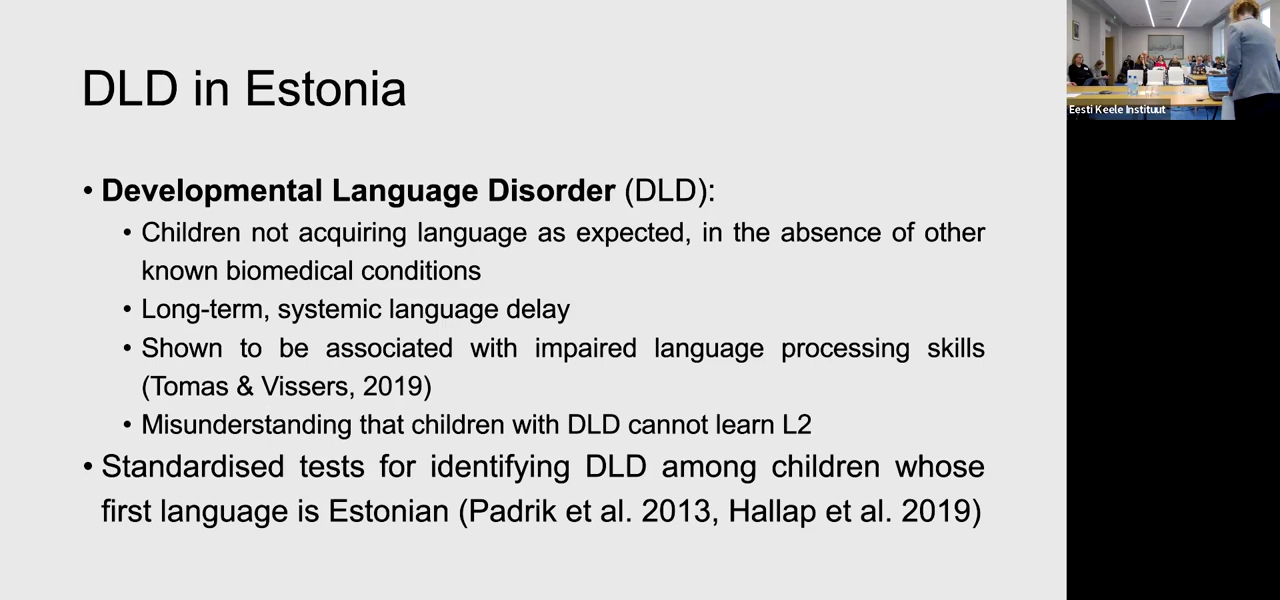 DLD in Estonia
• Developmental Language Disorder (DLD):
• Children not acquiring language as expected, in the absence of other
known biomedical conditions
• Long-term, systemic language delay
• Shown to be associated with impaired language processing skills
(Tomas & Vissers, 2019)
• Misunderstanding that children with DLD cannot learn L2
• Standardised tests for identifying DLD among children whose
first language is Estonian (Padrik et al. 2013, Hallap et al. 2019)
Eesti Keele Instituut